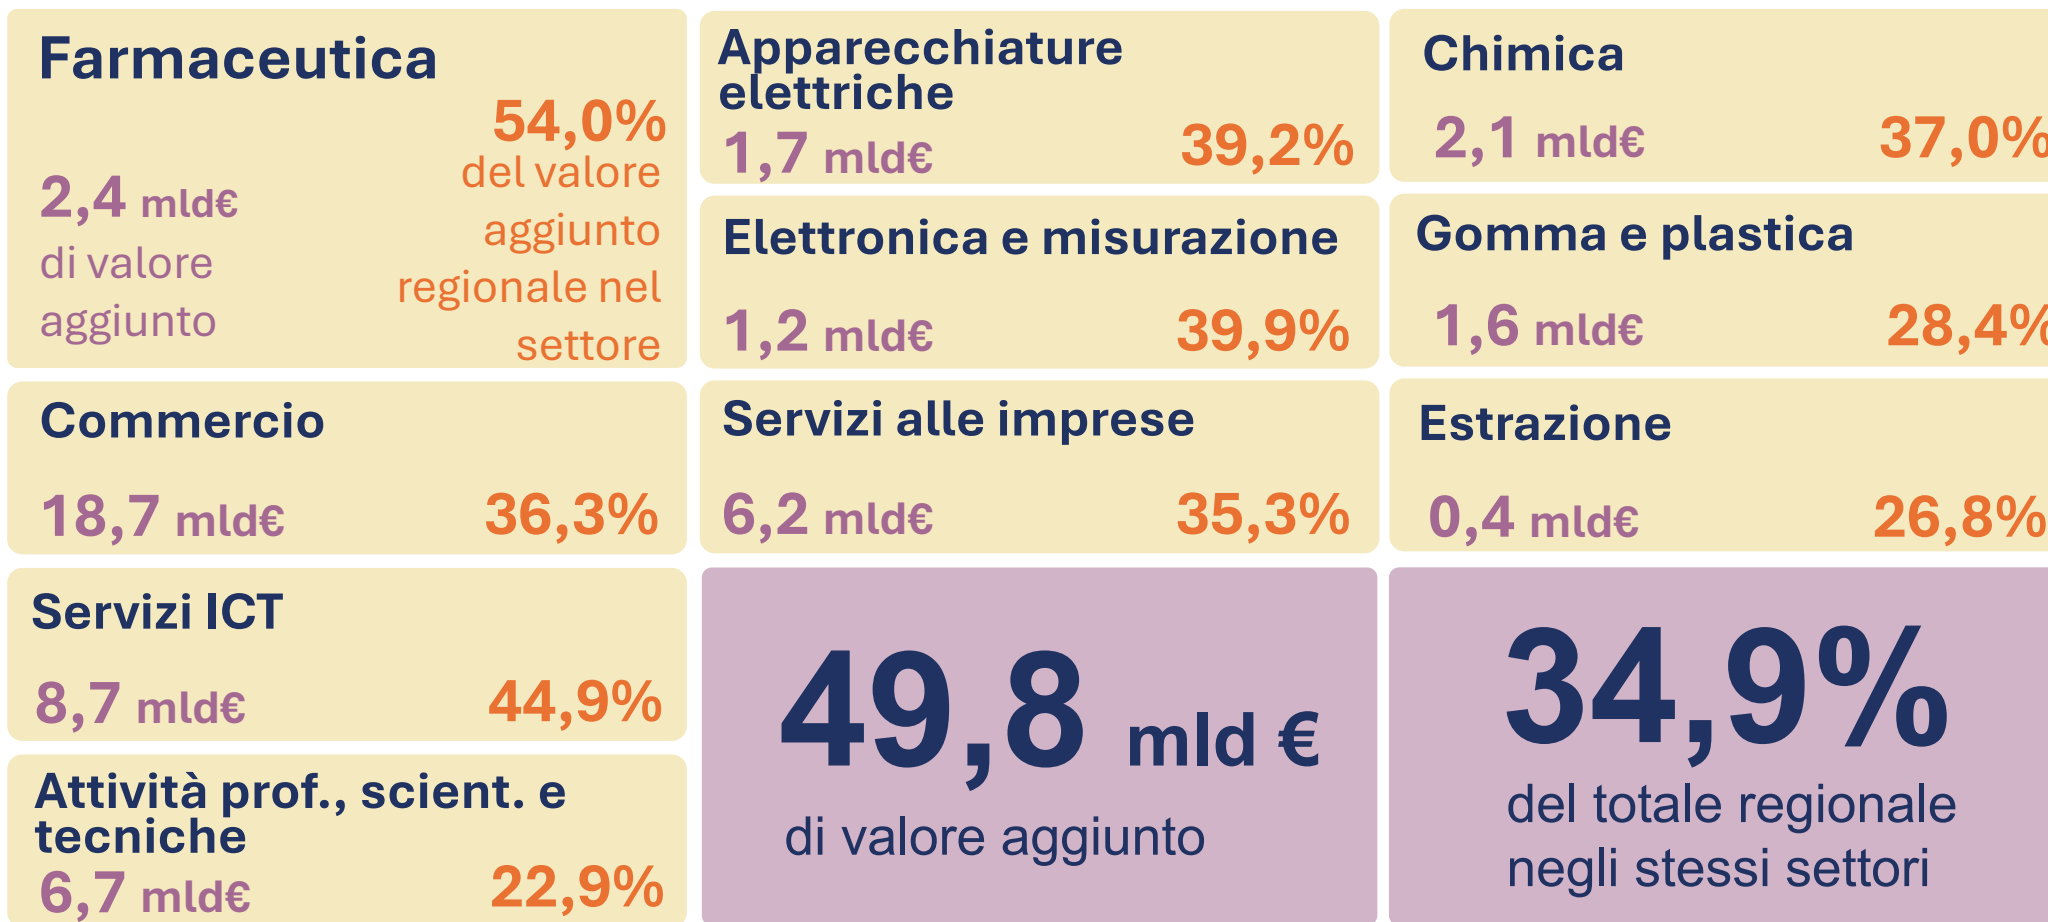 Farmaceutica
54,0%
del valore
aggiunto
regionale nel
settore
2,4 mld€
di valore
aggiunto
Apparecchiature
elettriche
1,7 mld€ 39,2%
Chimica
2,1 mld€ 37,0%
Elettronica e misurazione
1,2 mld€ 39,9%
Gomma e plastica
1,6 mld€ 28,4%
Commercio
18,7 mld€ 36,3%
Servizi alle imprese
6,2 mld€ 35,3%
Estrazione
0,4 mld€ 26,8%
Servizi ICT
8,7 mld€ 44,9%
Attività prof., scient. e
tecniche
6,7 mld€ 22,9%
49,8 mld €
di valore aggiunto
34,9%
del totale regionale
negli stessi settori